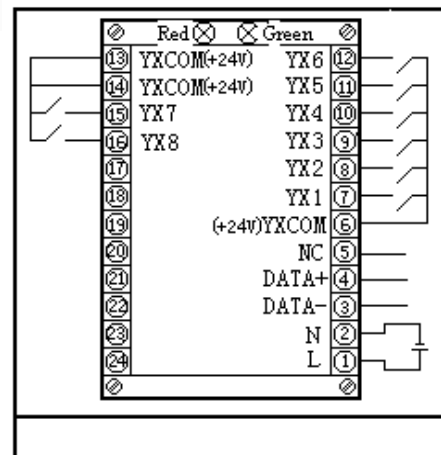 Red Green
13 YXCOM(+24V) YX6 12
14 YXCOM(+24V) YX5 11
15 YX7 YX4 10
16 YX8 YX3 9
17 YX2 8
18 YX1 7
19 (+24V)YXCOM 6
20 NC 5
21 DATA+ 4
22 DATA- 3
23 N 2
24 L 1